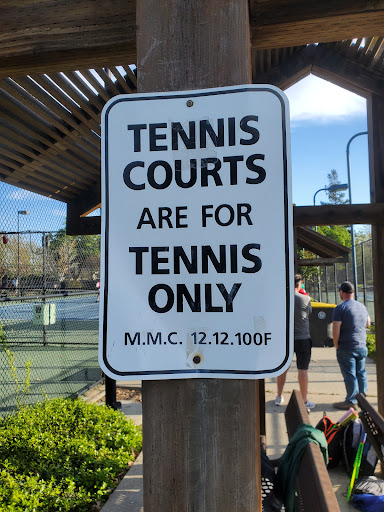 TENNIS
COURTS
ARE FOR
TENNIS
ONLY
M.M.C. 12.12.100F